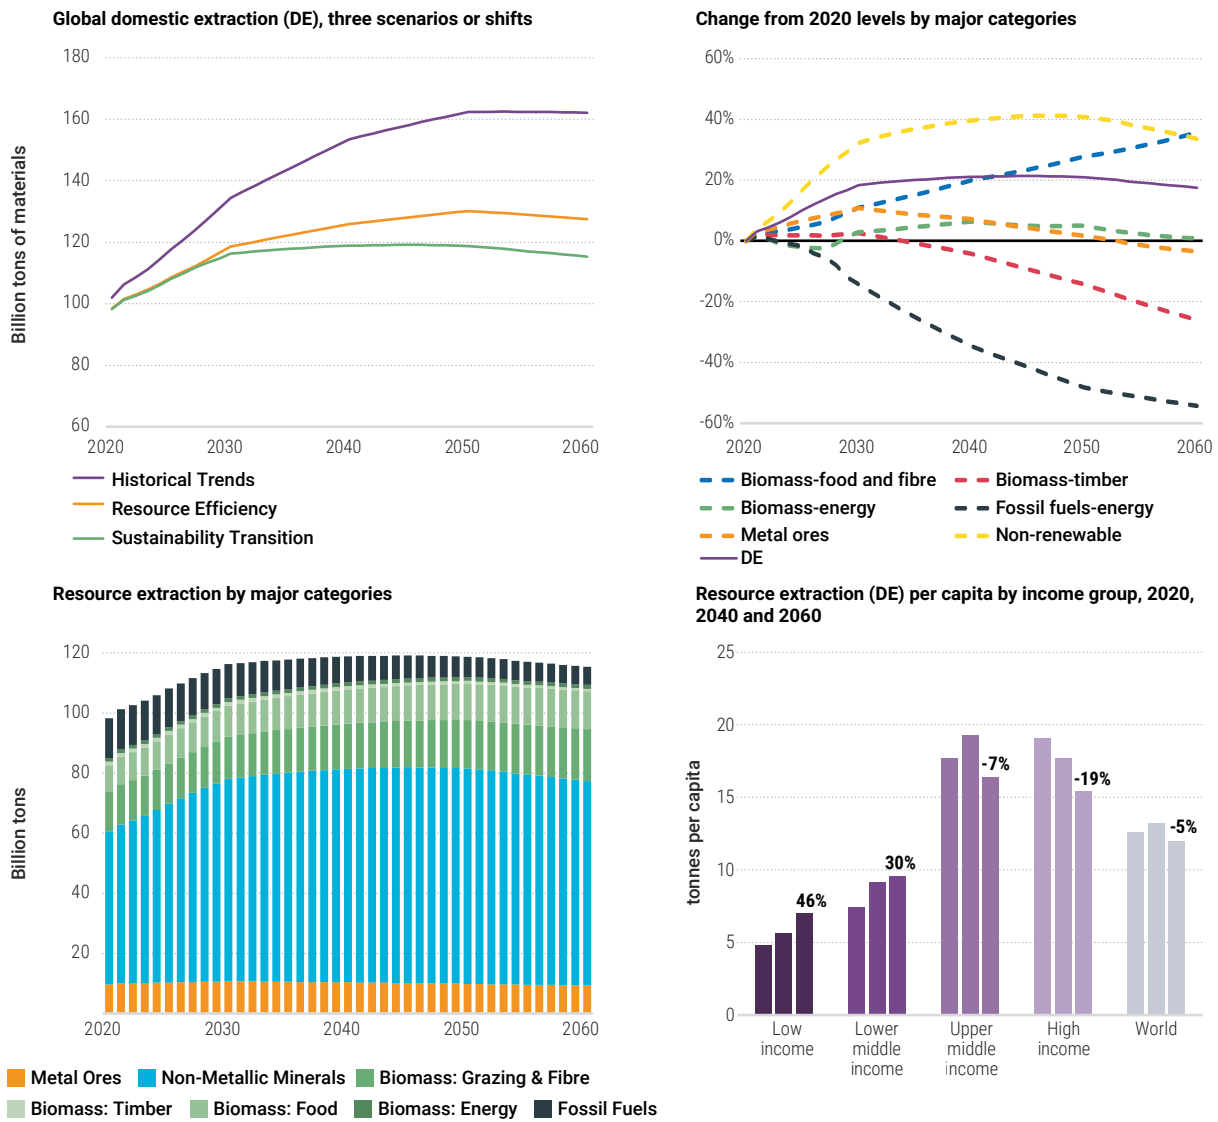 Global domestic extraction (DE), three scenarios or shifts
180
160
140
120
100
80
60
Billion tons of materials
2020 2030 2040 2050 2060
Historical Trends
Resource Efficiency
Sustainability Transition
Change from 2020 levels by major categories
60%
40%
20%
0%
-20%
-40%
-60%
2020 2030 2040 2050 2060
Biomass-food and fibre Biomass-timber
Biomass-energy Fossil fuels-energy
Metal ores Non-renewable
DE
Resource extraction by major categories
120
100
80
60
40
20
Billion tons
2020 2030 2040 2050 2060
Metal Ores Non-Metallic Minerals Biomass: Grazing & Fibre
Biomass: Timber Biomass: Food Biomass: Energy Fossil Fuels
Resource extraction (DE) per capita by income group, 2020,
2040 and 2060
25
20
15
10
5
0
tonnes per capita
46%
30%
-7%
-19%
-5%
Low
income
Lower
middle
income
Upper
middle
income
High
income
World